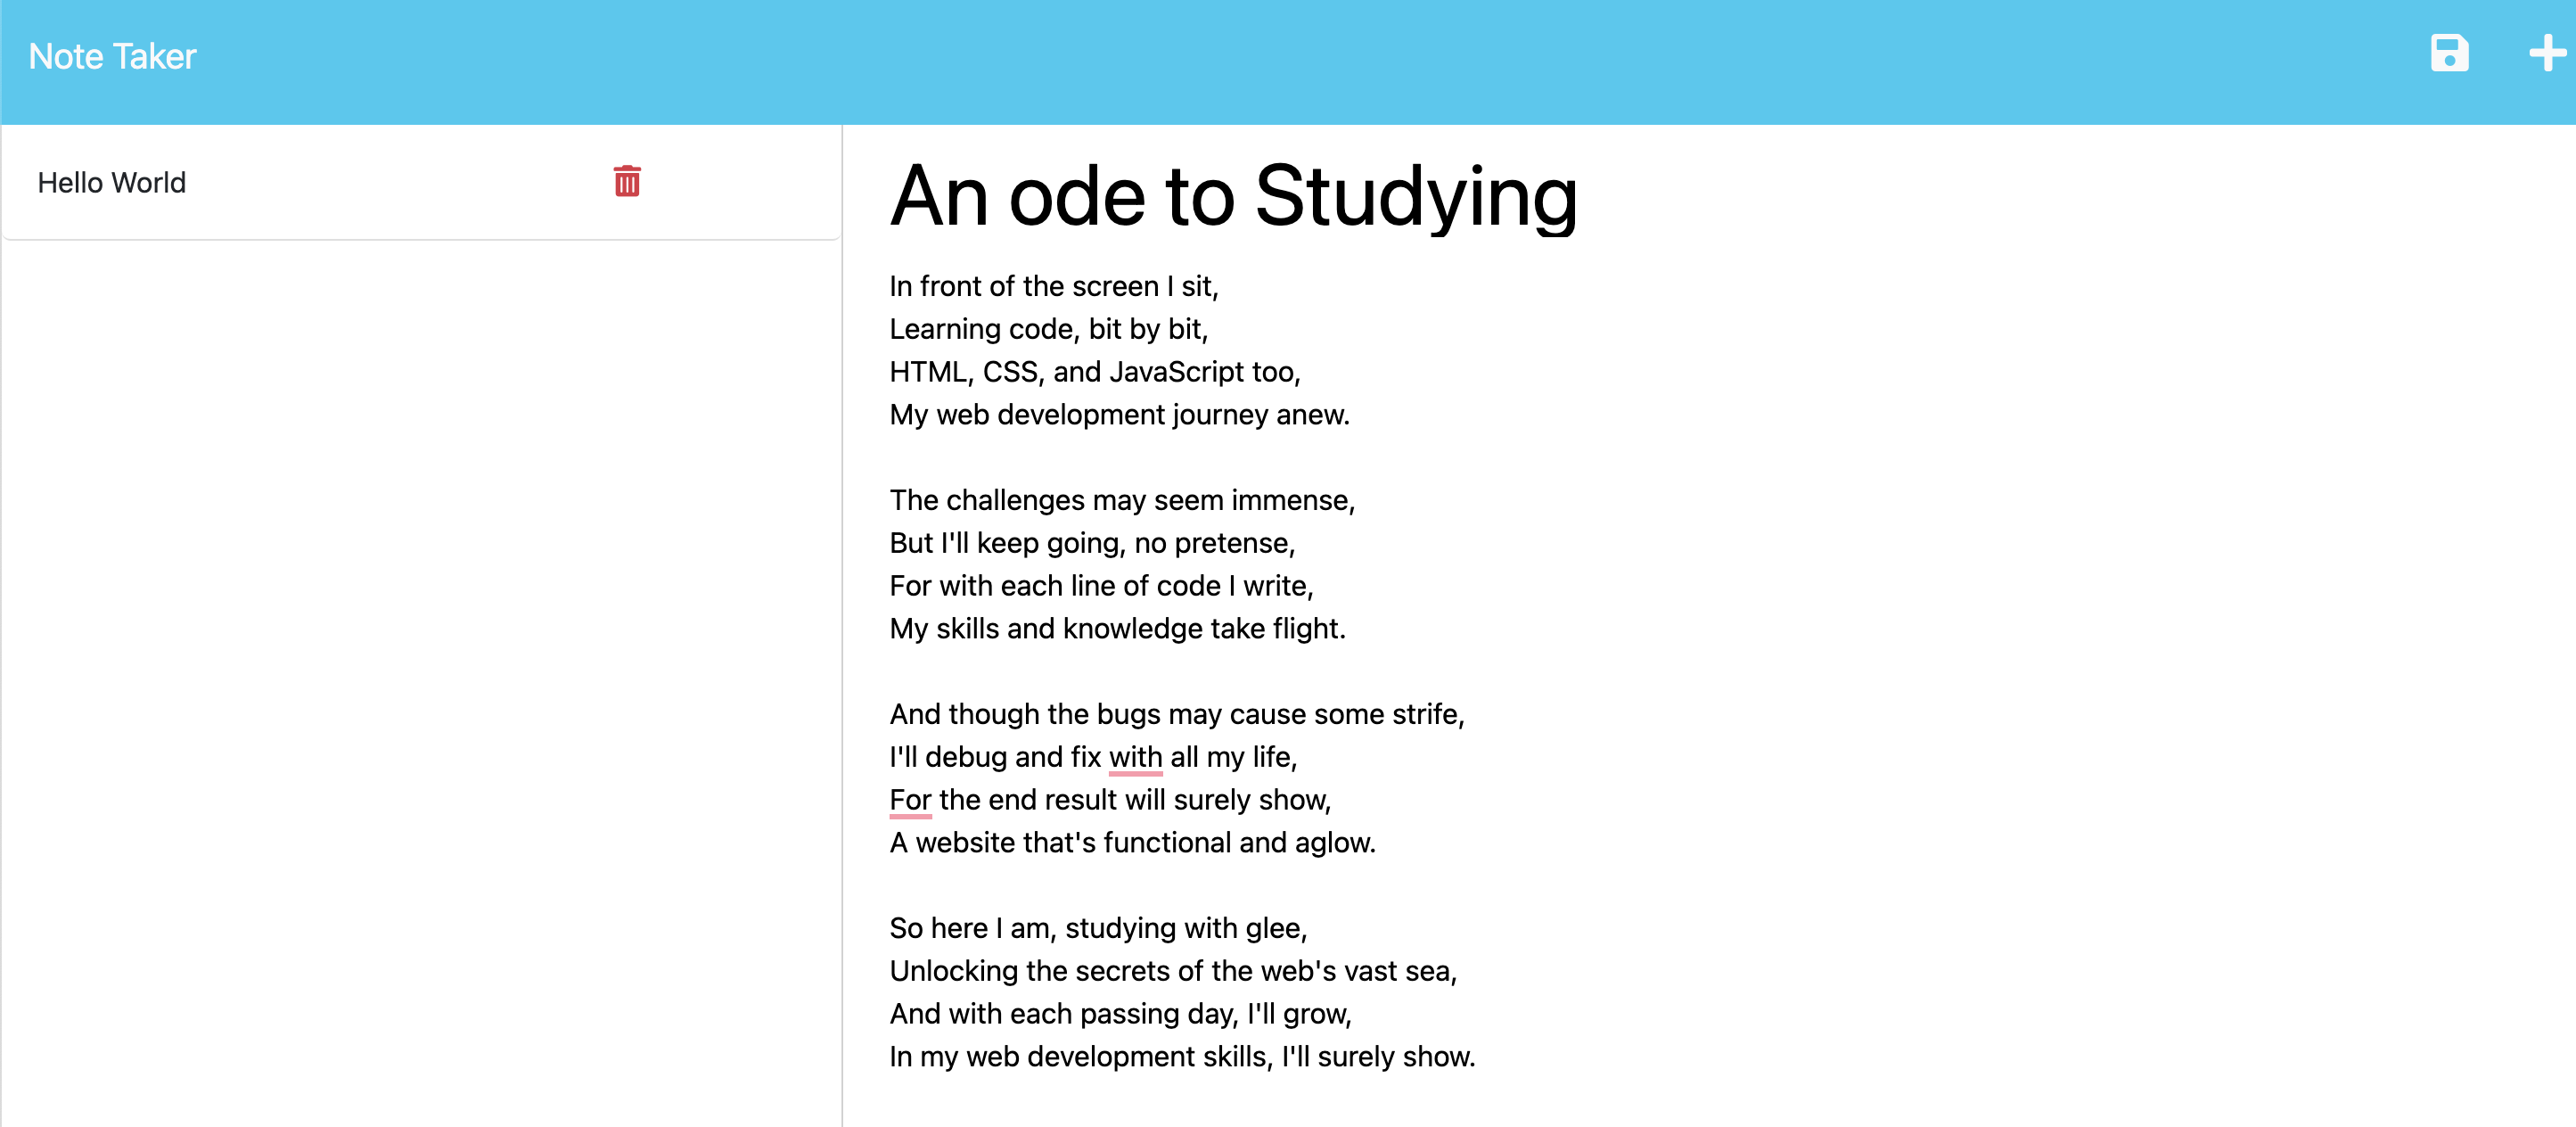 Note Taker
Hello World
An ode to Studying
In front of the screen I sit,
Learning code, bit by bit,
HTML, CSS, and JavaScript too,
My web development journey anew.
The challenges may seem immense,
But I'll keep going, no pretense,
For with each line of code I write,
My skills and knowledge take flight.
And though the bugs may cause some strife,
I'll debug and fix with all my life,
For the end result will surely show,
A website that's functional and aglow.
So here I am, studying with glee,
Unlocking the secrets of the web's vast sea,
And with each passing day, I'll grow,
In my web development skills, I'll surely show.